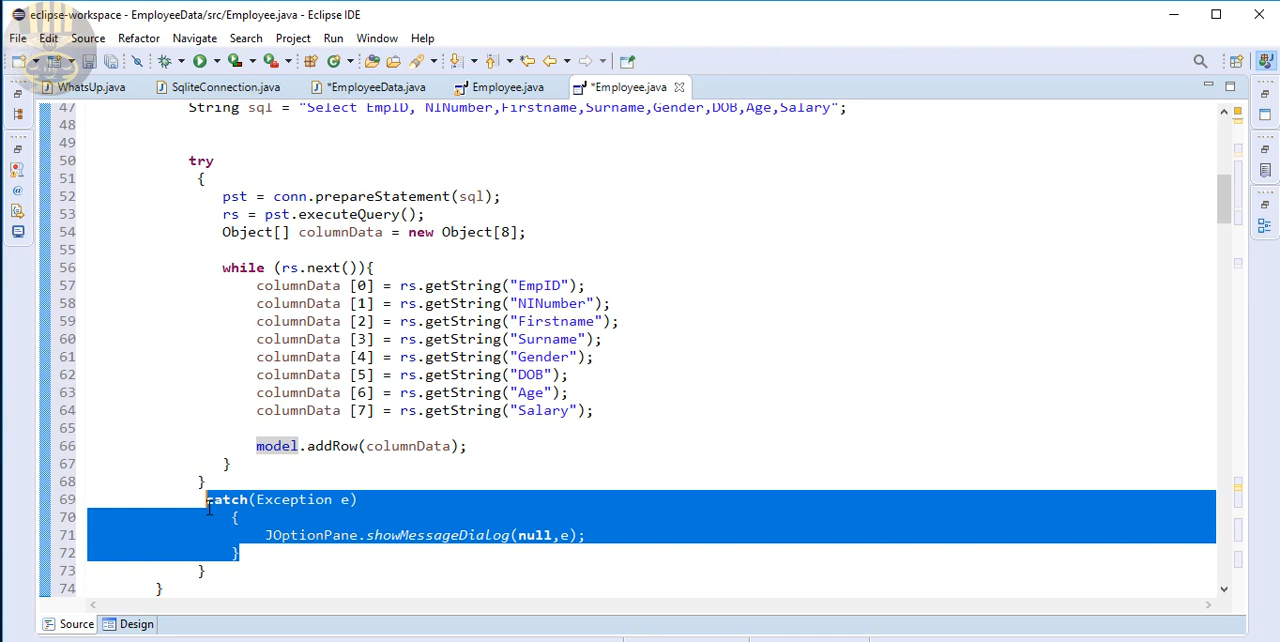 eclipse-workspace - EmployeeData/src/Employee.java - Eclipse IDE
File Edit Source Refactor Navigate Search Project Run Window Help
WhatsUp.java SqliteConnection.java *EmployeeData.java Employee.java *Employee.java
47 String sql = "Select EmpID, NINumber,Firstname,Surname,Gender,DOB,Age,Salary";
48
49
50 try
51 {
52 pst = conn.prepareStatement(sql);
53 rs = pst.executeQuery();
54 Object[] columnData = new Object[8];
55
56 while (rs.next()){
57 columnData [0] = rs.getString("EmpID");
58 columnData [1] = rs.getString("NINumber");
59 columnData [2] = rs.getString("Firstname");
60 columnData [3] = rs.getString("Surname");
61 columnData [4] = rs.getString("Gender");
62 columnData [5] = rs.getString("DOB");
63 columnData [6] = rs.getString("Age");
64 columnData [7] = rs.getString("Salary");
65
66 model.addRow(columnData);
67 }
68 }
69 catch(Exception e)
70 {
71 JOptionPane.showMessageDialog(null,e);
72 }
73 }
74 }
Source Design